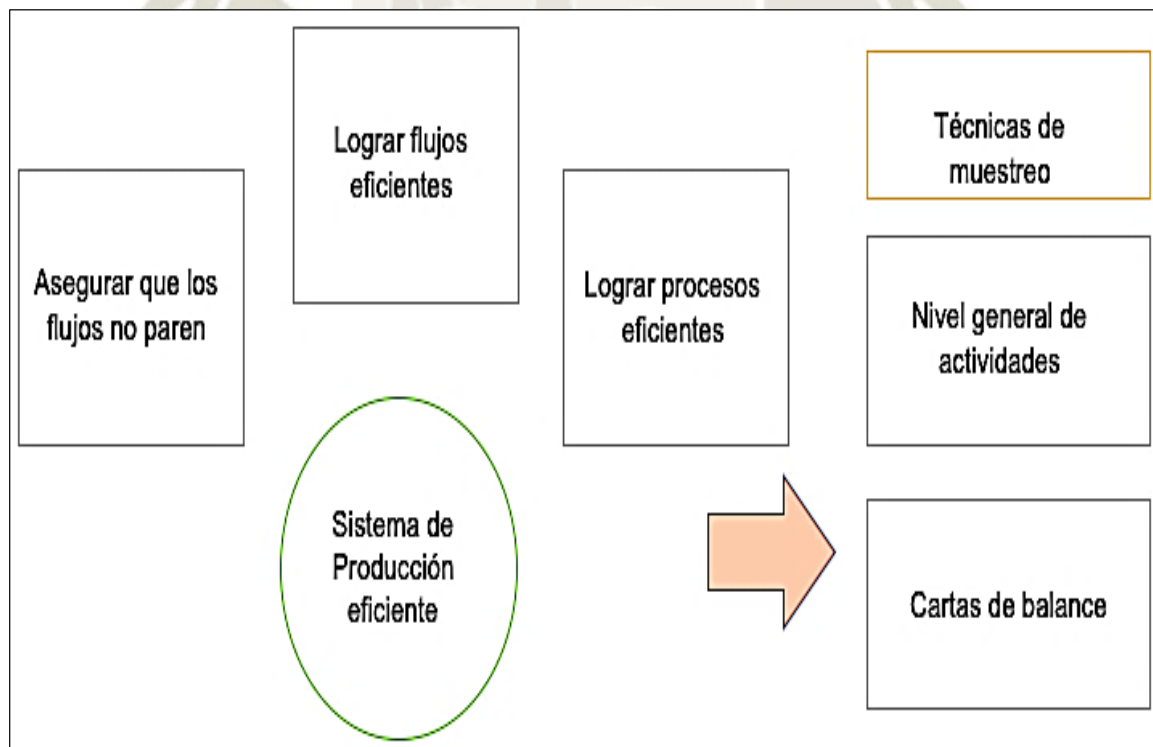 Asegurar que los
flujos no paren
Lograr flujos
eficientes
Lograr procesos
eficientes
Sistema de
Producción
eficiente
Técnicas de
muestreo
Nivel general de
actividades
Cartas de balance